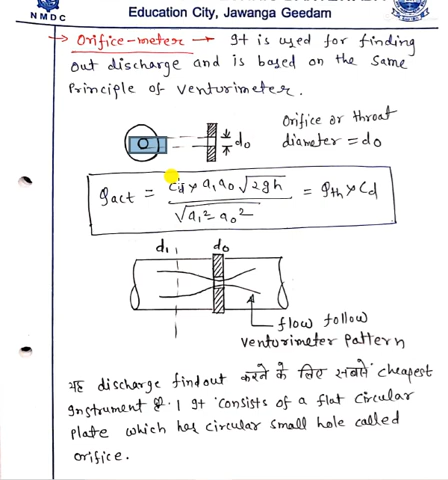 NMDC
Education City, Jawanga Geedam
→ Orifice-meter → It is used for finding
out discharge and is based on the same
Principle of venturimeter.
Orifice or throat
diameter = do
do
Qact = Cd × a1 a0 √2gh / √a1² - a0² = Qth × Cd
d1 do
flow follow
venturimeter pattern
यह discharge findout करने के लिए सबसे cheapest
Instrument है । It consists of a flat circular
plate which has circular small hole called
orifice.